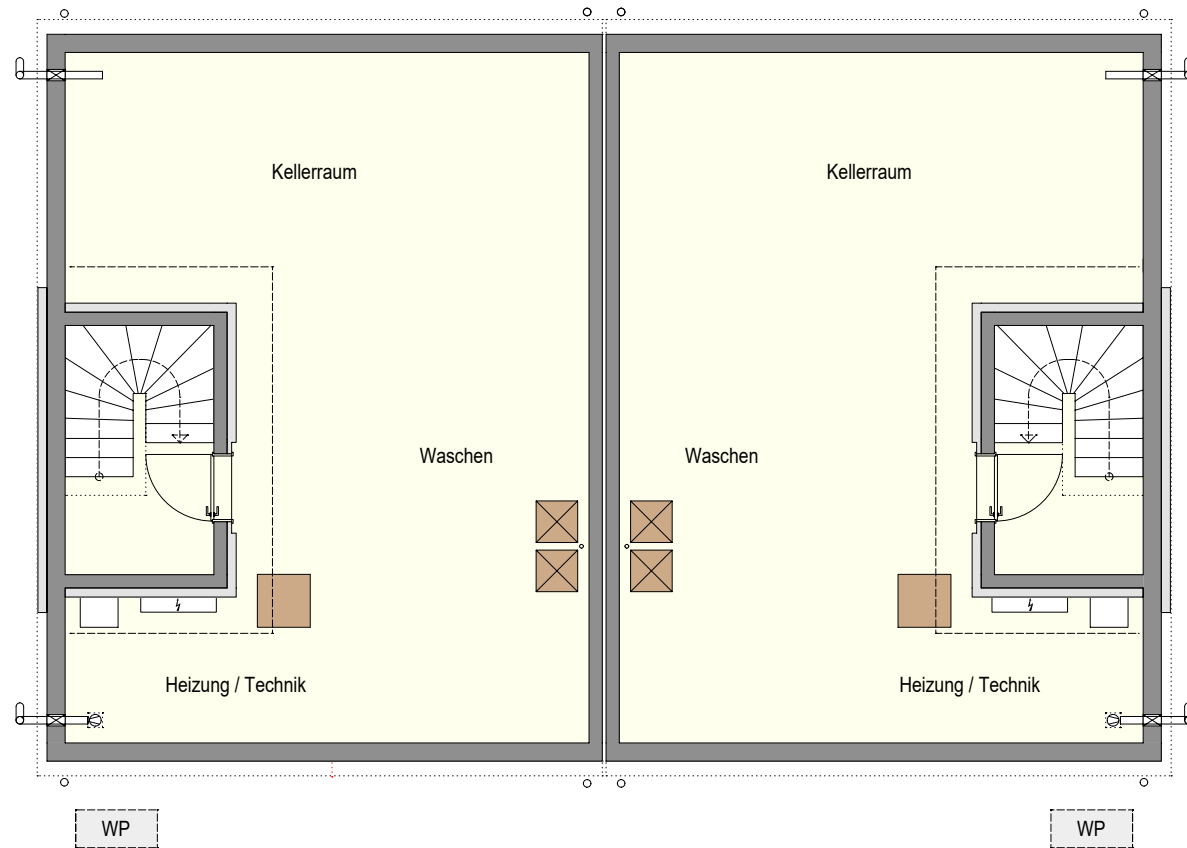 Kellerraum
Kellerraum
Waschen
Waschen
Heizung / Technik
Heizung / Technik
WP
WP